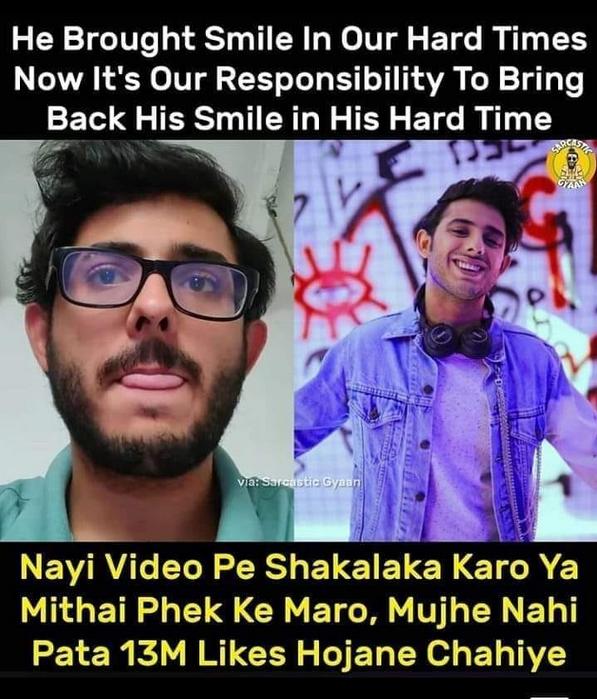 He Brought Smile In Our Hard Times
Now It's Our Responsibility To Bring
Back His Smile in His Hard Time
SARCASTIC
GYAAN
via: Sarcastic Gyaan
Nayi Video Pe Shakalaka Karo Ya
Mithai Phek Ke Maro, Mujhe Nahi
Pata 13M Likes Hojane Chahiye